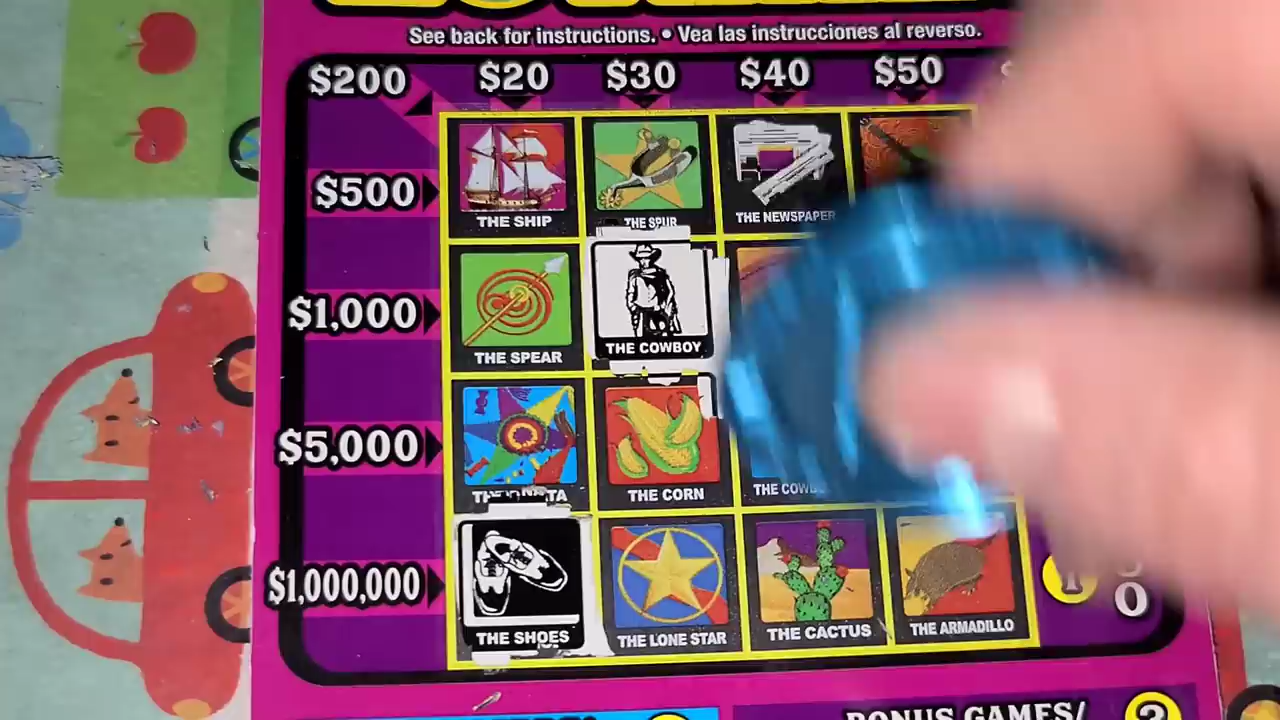 See back for instructions. • Vea las instrucciones al reverso.
$200 $20 $30 $40 $50
$500
THE SHIP THE SPUR THE NEWSPAPER
$1,000
THE SPEAR THE COWBOY
$5,000
THE CORN THE
$1,000,000
THE SHOES THE LONE STAR THE CACTUS THE ARMADILLO
BONUS GAMES/